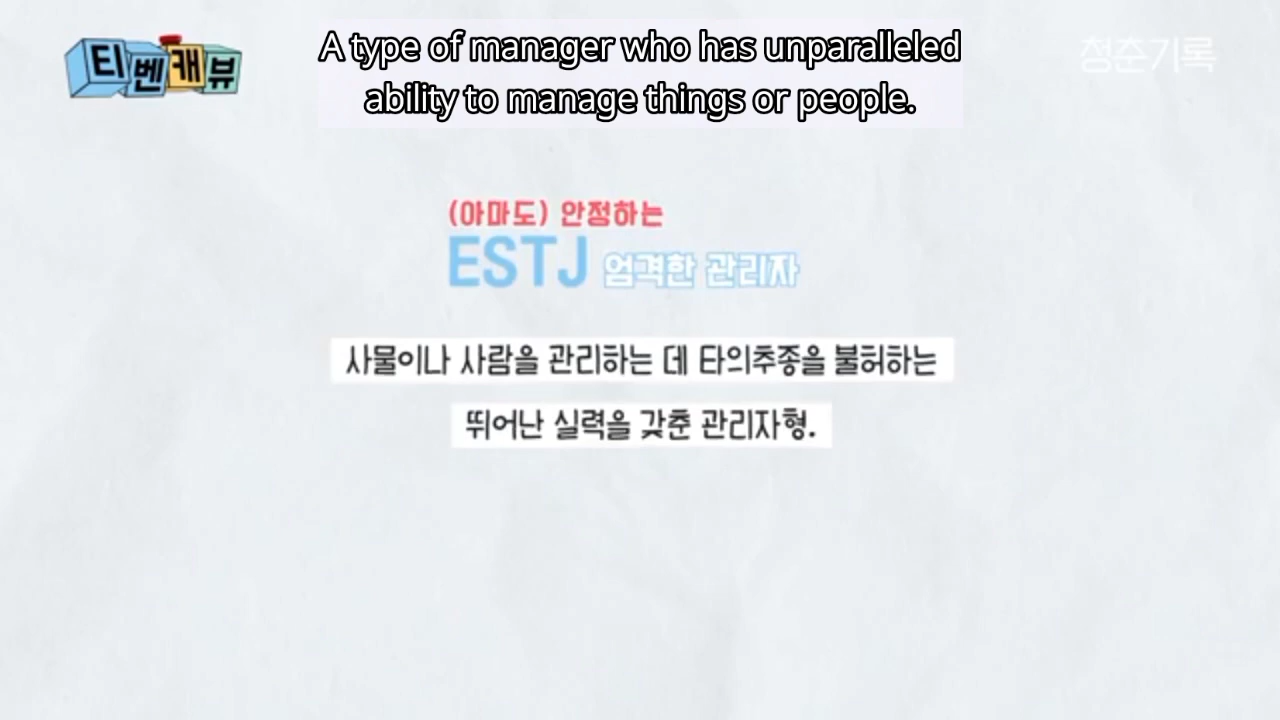 티벤캐뷰
A type of manager who has unparalleled
청춘기록
ability to manage things or people.
(아마도) 안정하는
ESTJ 엄격한 관리자
사물이나 사람을 관리하는 데 타의추종을 불허하는
뛰어난 실력을 갖춘 관리자형.